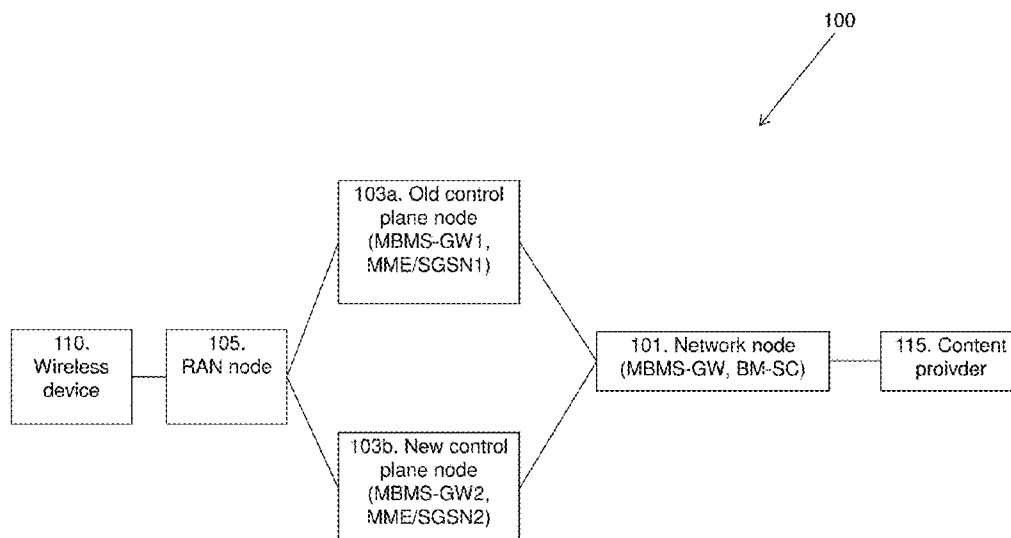 100
103a. Old control
plane node
(MBMS-GW1,
MME/SGSN1)
110.
Wireless
device
105.
RAN node
101. Network node
(MBMS-GW, BM-SC)
115. Content
proivder
103b. New control
plane node
(MBMS-GW2,
MME/SGSN2)